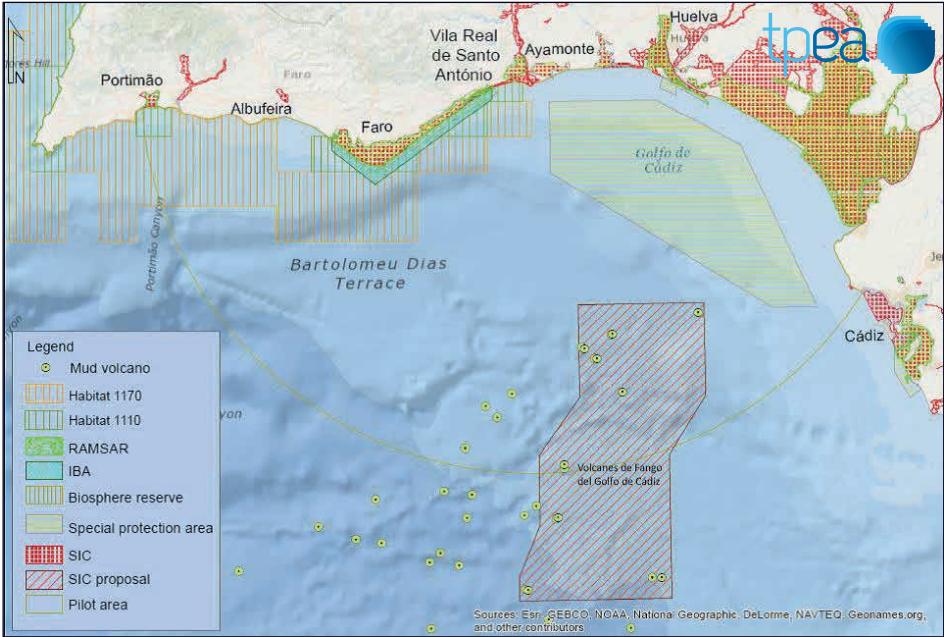 tpea
Huelva
Huelva
Vila Real
de Santo
António
Ayamonte
N
Portimão
Faro
Albufeira
Faro
Golfo de
Cádiz
Portimão Canyon
Bartolomeu Dias
Terrace
Cádiz
Legend
Mud volcano
Habitat 1170
Habitat 1110
RAMSAR
IBA
Biosphere reserve
Special protection area
SIC
SIC proposal
Pilot area
Volcanes de Fango
del Golfo de Cádiz
Sources: Esri, GEBCO, NOAA, National Geographic, DeLorme, NAVTEQ, Geonames.org,
and other contributors